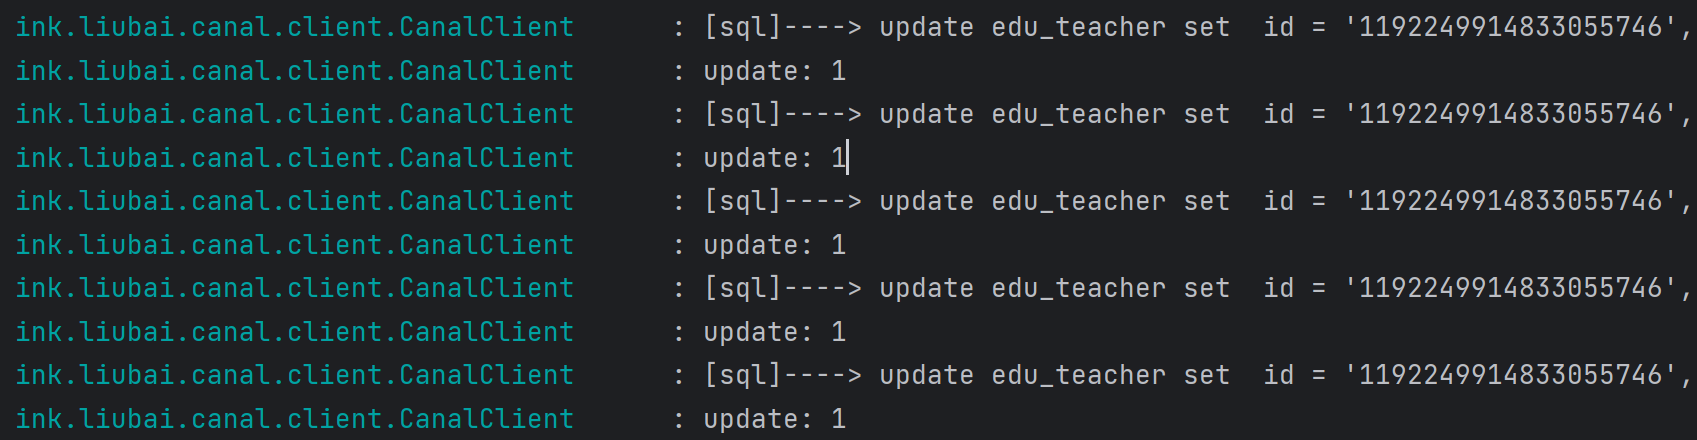 ink.liubai.canal.client.CanalClient : [sql]----> update edu_teacher set  id = '1192249914833055746',
ink.liubai.canal.client.CanalClient : update: 1
ink.liubai.canal.client.CanalClient : [sql]----> update edu_teacher set  id = '1192249914833055746',
ink.liubai.canal.client.CanalClient : update: 1
ink.liubai.canal.client.CanalClient : [sql]----> update edu_teacher set  id = '1192249914833055746',
ink.liubai.canal.client.CanalClient : update: 1
ink.liubai.canal.client.CanalClient : [sql]----> update edu_teacher set  id = '1192249914833055746',
ink.liubai.canal.client.CanalClient : update: 1
ink.liubai.canal.client.CanalClient : [sql]----> update edu_teacher set  id = '1192249914833055746',
ink.liubai.canal.client.CanalClient : update: 1